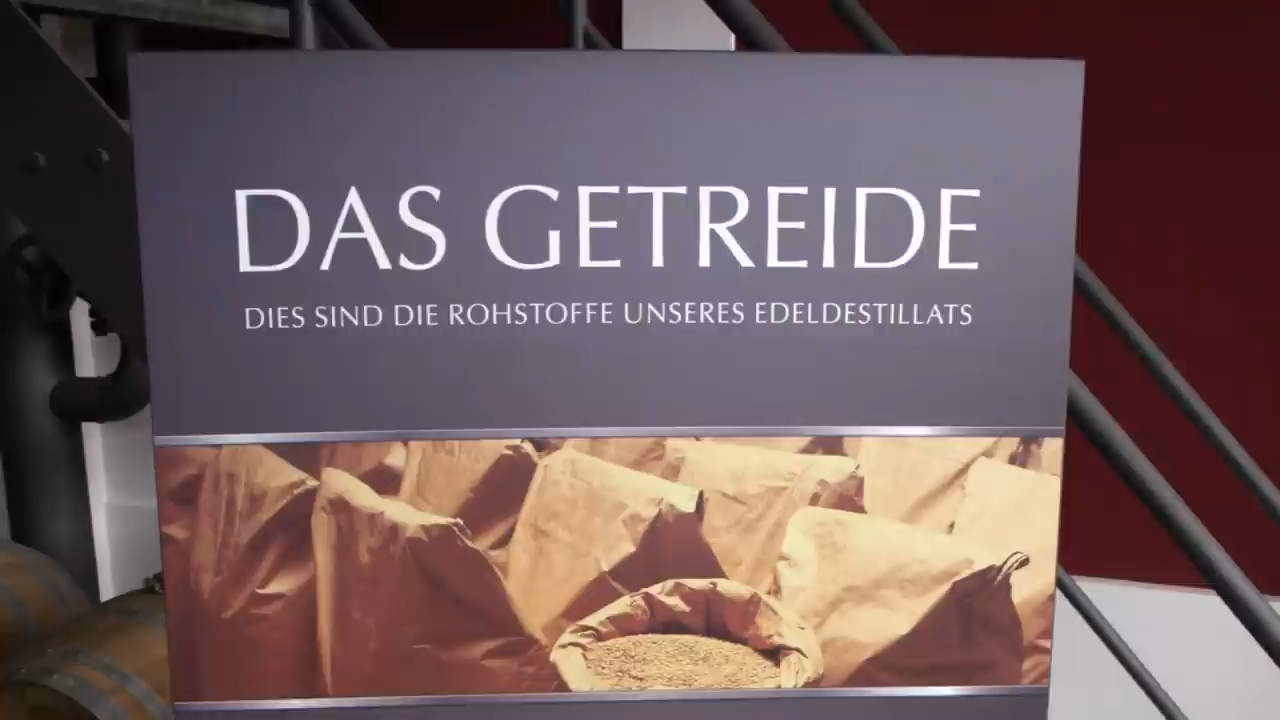 DAS GETREIDE
DIES SIND DIE ROHSTOFFE UNSERES EDELDESTILLATS